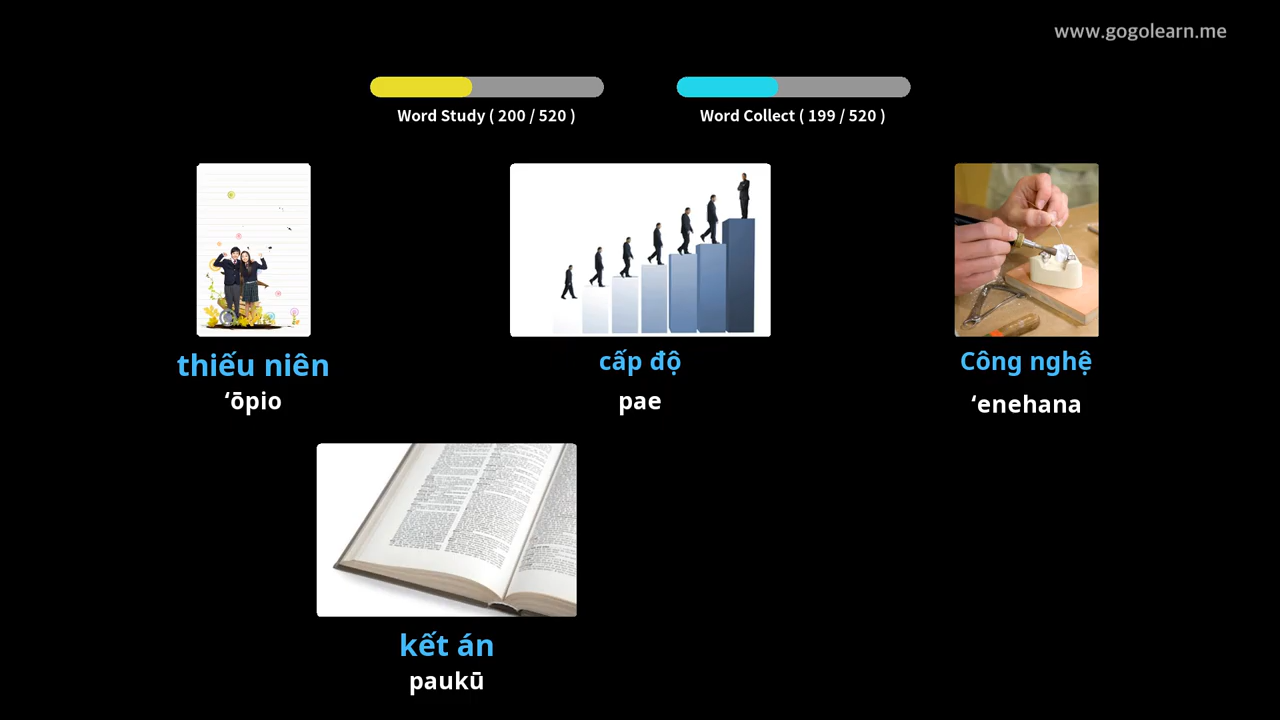 www.gogolearn.me
Word Study ( 200 / 520 )
Word Collect ( 199 / 520 )
thiếu niên
ʻōpio
cấp độ
pae
Công nghệ
ʻenehana
kết án
paukū